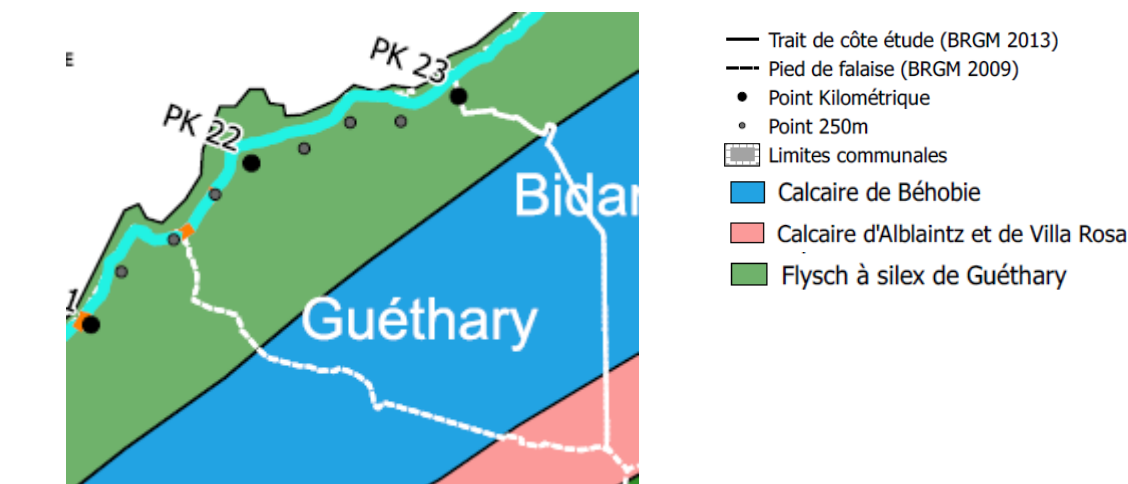 E
PK 23
PK 22
1
Bidar
Guéthary
Trait de côte étude (BRGM 2013)
Pied de falaise (BRGM 2009)
Point Kilométrique
Point 250m
Limites communales
Calcaire de Béhobie
Calcaire d'Alblaintz et de Villa Rosa
Flysch à silex de Guéthary